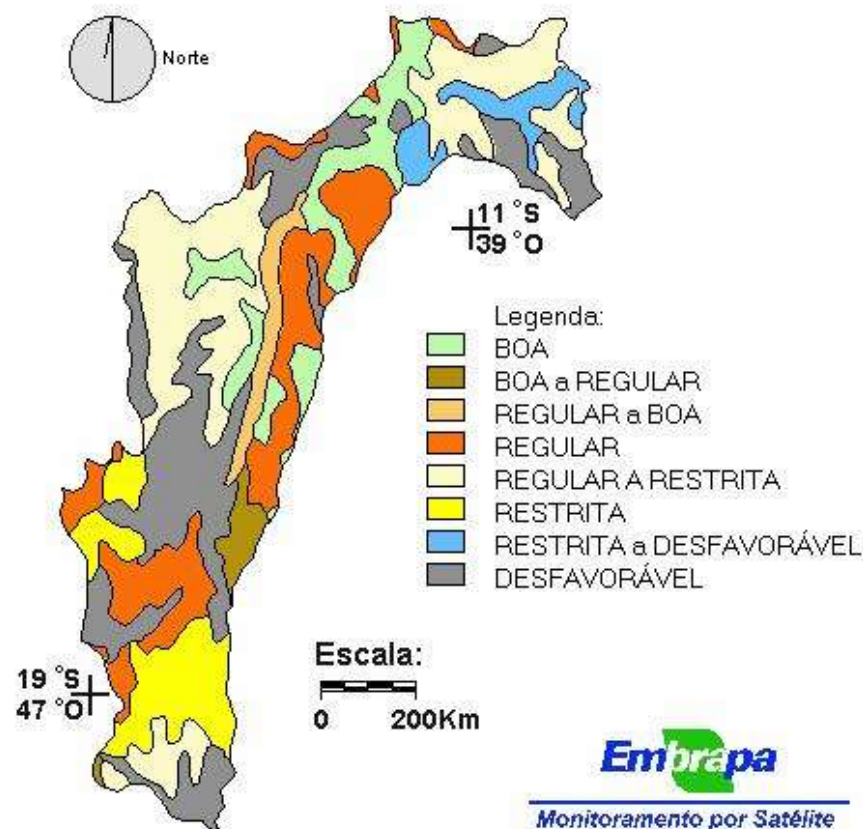 Norte
11 °S
39 °O
Legenda:
BOA
BOA a REGULAR
REGULAR a BOA
REGULAR
REGULAR A RESTRITA
RESTRITA
RESTRITA a DESFAVORÁVEL
DESFAVORÁVEL
19 °S
47 °O
Escala:
0 200Km
Embrapa
Monitoramento por Satélite